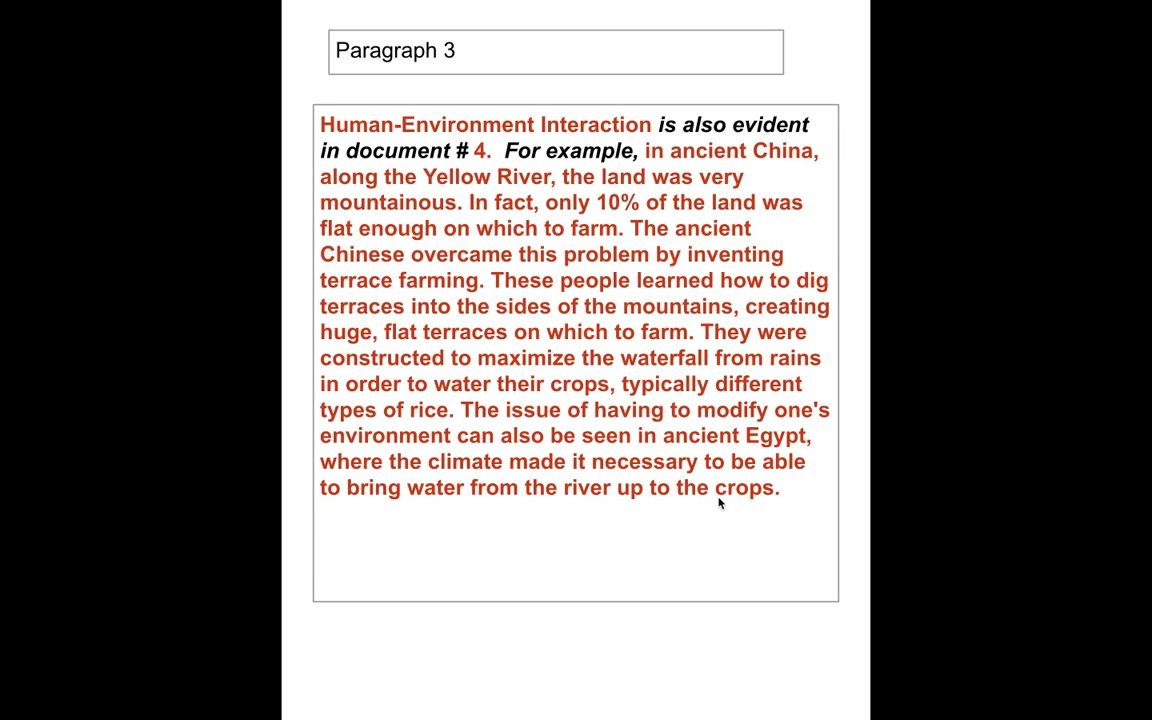 Paragraph 3
Human-Environment Interaction is also evident
in document # 4.  For example, in ancient China,
along the Yellow River, the land was very
mountainous. In fact, only 10% of the land was
flat enough on which to farm. The ancient
Chinese overcame this problem by inventing
terrace farming. These people learned how to dig
terraces into the sides of the mountains, creating
huge, flat terraces on which to farm. They were
constructed to maximize the waterfall from rains
in order to water their crops, typically different
types of rice. The issue of having to modify one's
environment can also be seen in ancient Egypt,
where the climate made it necessary to be able
to bring water from the river up to the crops.